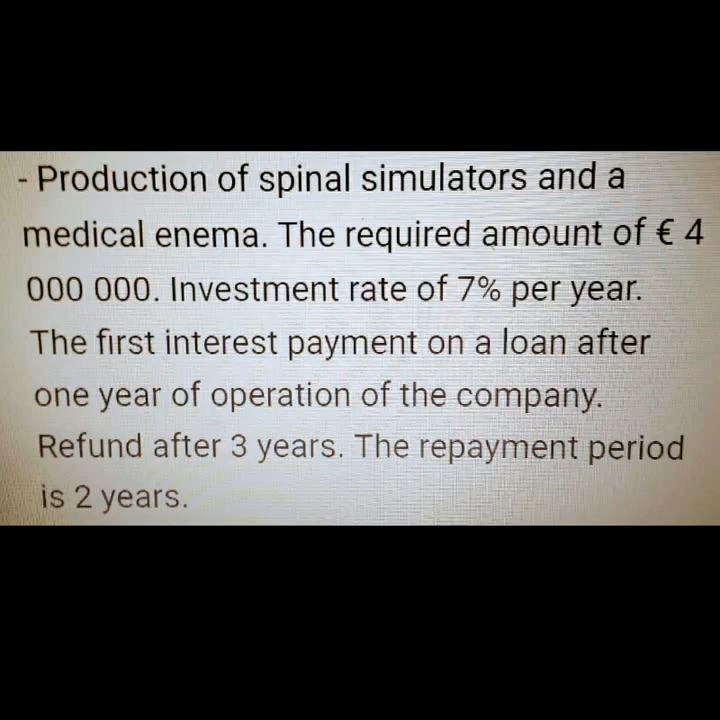 - Production of spinal simulators and a
medical enema. The required amount of € 4
000 000. Investment rate of 7% per year.
The first interest payment on a loan after
one year of operation of the company.
Refund after 3 years. The repayment period
is 2 years.